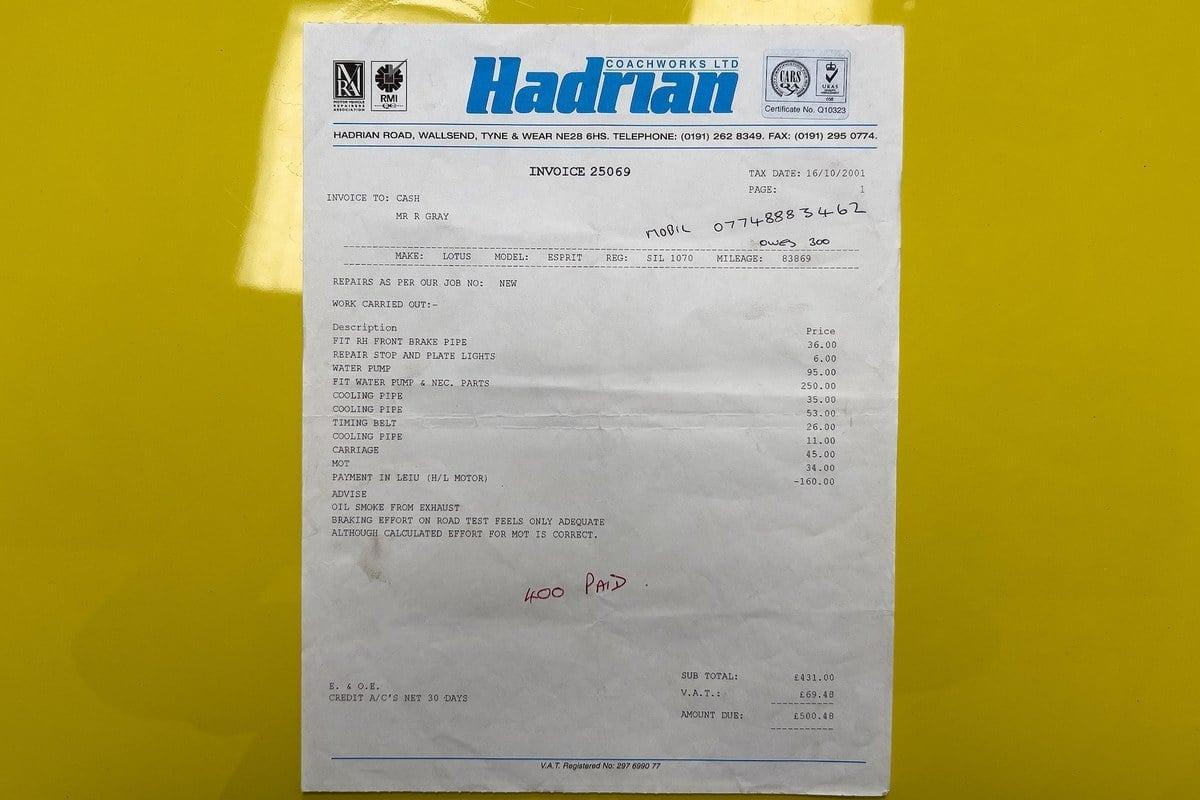 MVRA
MOTOR VEHICLE
REPAIRERS
ASSOCIATION
RMI
COACHWORKS LTD
Hadrian
CARS
QA
UKAS
QUALITY
MANAGEMENT
Certificate No. Q10323
HADRIAN ROAD, WALLSEND, TYNE & WEAR NE28 6HS. TELEPHONE: (0191) 262 8349. FAX: (0191) 295 0774.
INVOICE 25069
TAX DATE: 16/10/2001
PAGE: 1
INVOICE TO: CASH
MR R GRAY
MOBIL 07748883462
OWES 300
MAKE: LOTUS MODEL: ESPRIT REG: SIL 1070 MILEAGE: 83869
REPAIRS AS PER OUR JOB NO: NEW
WORK CARRIED OUT:-
Description Price
FIT RH FRONT BRAKE PIPE 36.00
REPAIR STOP AND PLATE LIGHTS 6.00
WATER PUMP 95.00
FIT WATER PUMP & NEC. PARTS 250.00
COOLING PIPE 35.00
COOLING PIPE 53.00
TIMING BELT 26.00
COOLING PIPE 11.00
CARRIAGE 45.00
MOT 34.00
PAYMENT IN LEIU (H/L MOTOR) -160.00
ADVISE
OIL SMOKE FROM EXHAUST
BRAKING EFFORT ON ROAD TEST FEELS ONLY ADEQUATE
ALTHOUGH CALCULATED EFFORT FOR MOT IS CORRECT.
400 PAID.
SUB TOTAL: £431.00
E. & O.E.
V.A.T.: £69.48
CREDIT A/C'S NET 30 DAYS
AMOUNT DUE: £500.48
V.A.T. Registered No: 297 6990 77